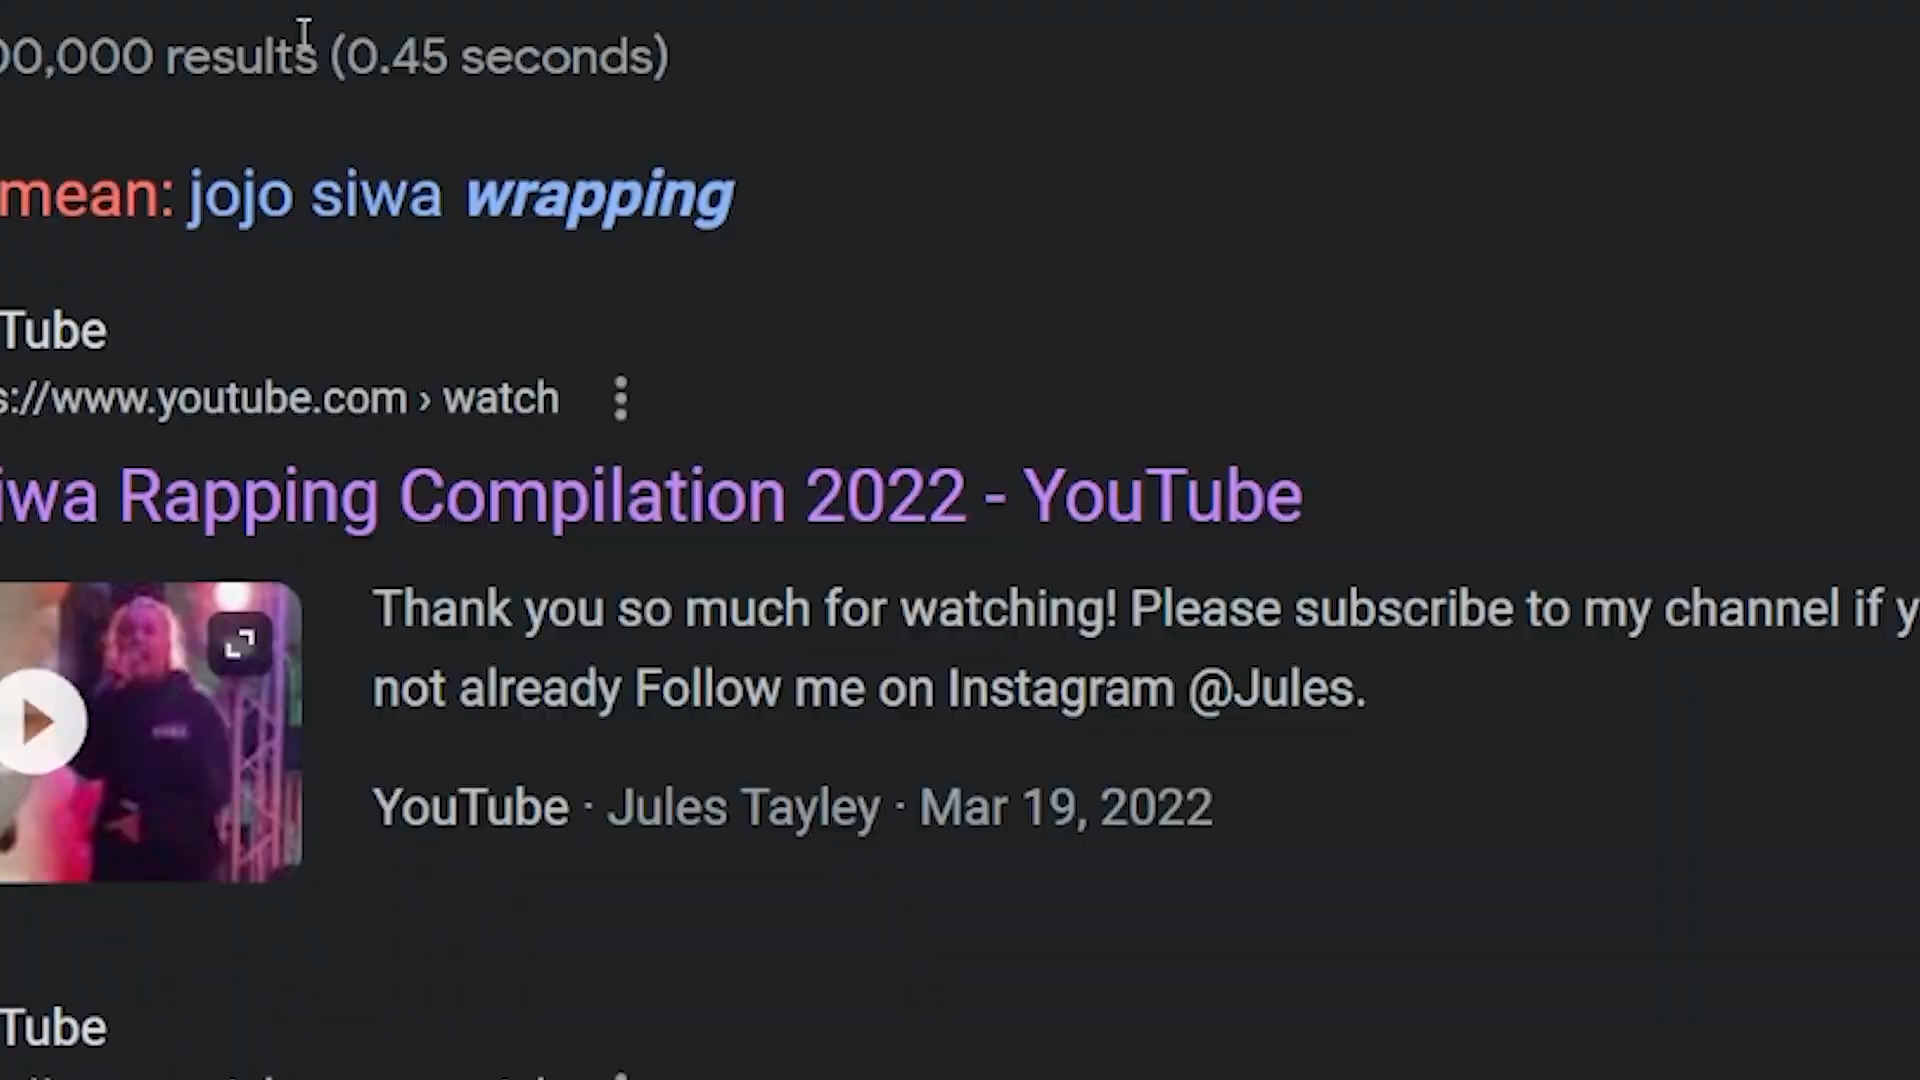 00,000 results (0.45 seconds)
mean: jojo siwa wrapping
Tube
s://www.youtube.com › watch
iwa Rapping Compilation 2022 - YouTube
Thank you so much for watching! Please subscribe to my channel if y
not already Follow me on Instagram @Jules.
YouTube · Jules Tayley · Mar 19, 2022
Tube